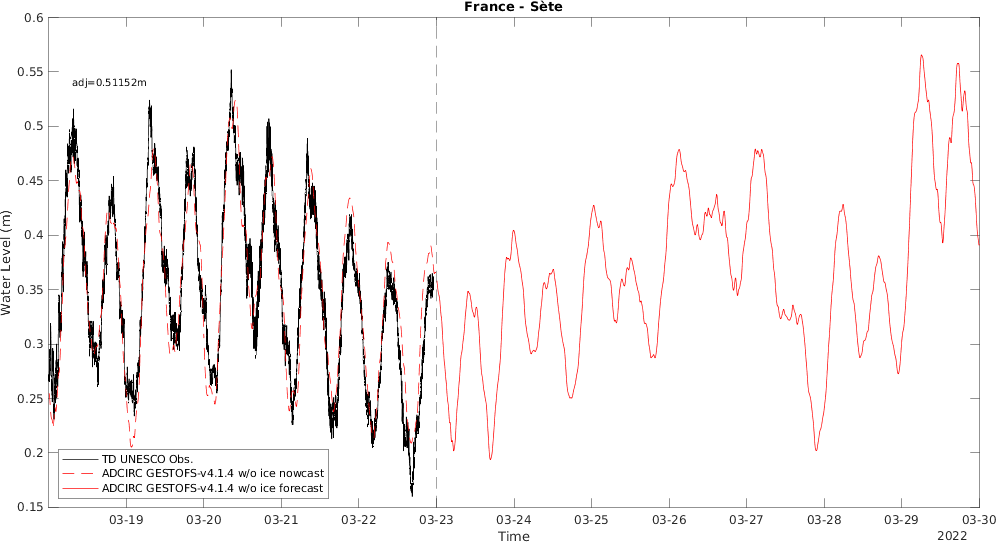 France - Sète
adj=0.51152m
Water Level (m)
0.6
0.55
0.5
0.45
0.4
0.35
0.3
0.25
0.2
0.15
TD UNESCO Obs.
ADCIRC GESTOFS-v4.1.4 w/o ice nowcast
ADCIRC GESTOFS-v4.1.4 w/o ice forecast
03-19 03-20 03-21 03-22 03-23 03-24 03-25 03-26 03-27 03-28 03-29 03-30
Time
2022